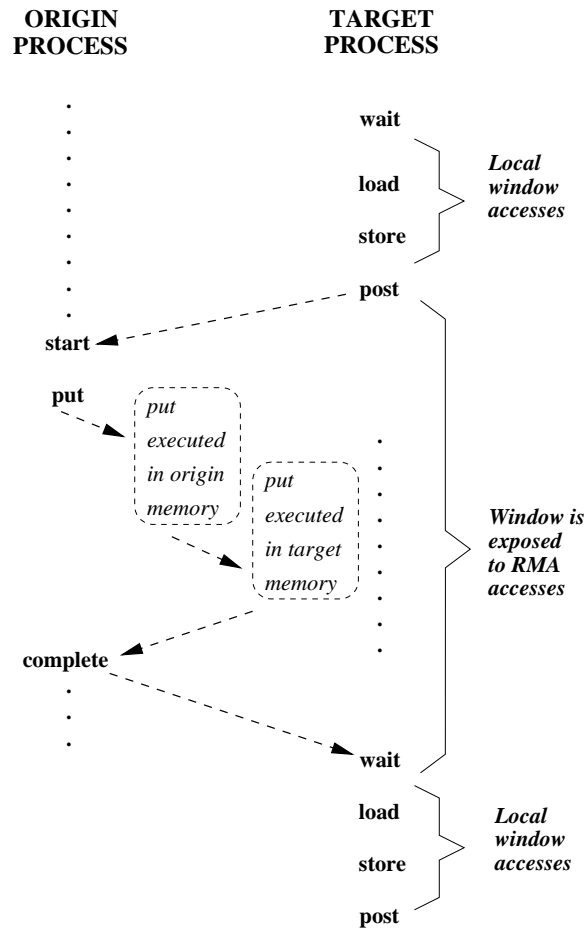 ORIGIN
PROCESS
TARGET
PROCESS
wait
load
store
Local
window
accesses
post
start
put
put
executed
in origin
memory
put
executed
in target
memory
Window is
exposed
to RMA
accesses
complete
wait
load
store
post
Local
window
accesses